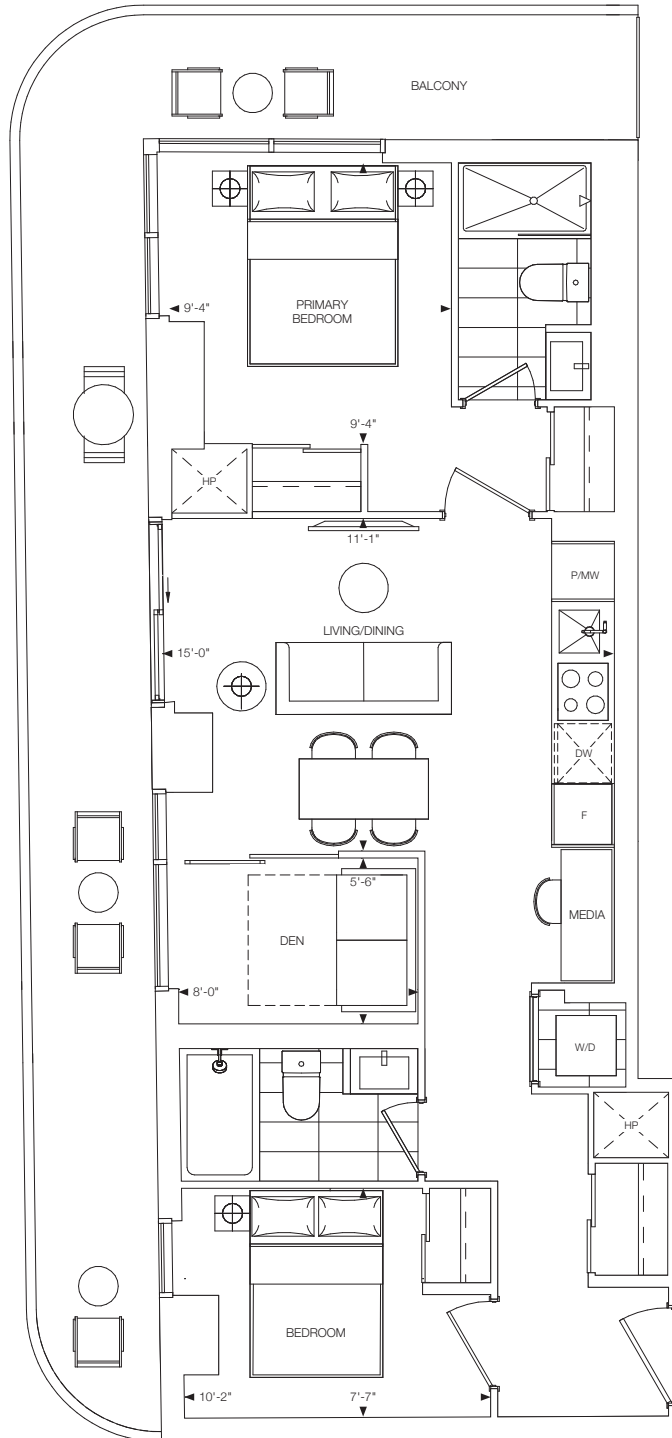 BALCONY
9'-4"
PRIMARY
BEDROOM
9'-4"
HP
11'-1"
P/MW
LIVING/DINING
15'-0"
DW
F
5'-6"
MEDIA
DEN
8'-0"
W/D
HP
BEDROOM
10'-2"
7'-7"